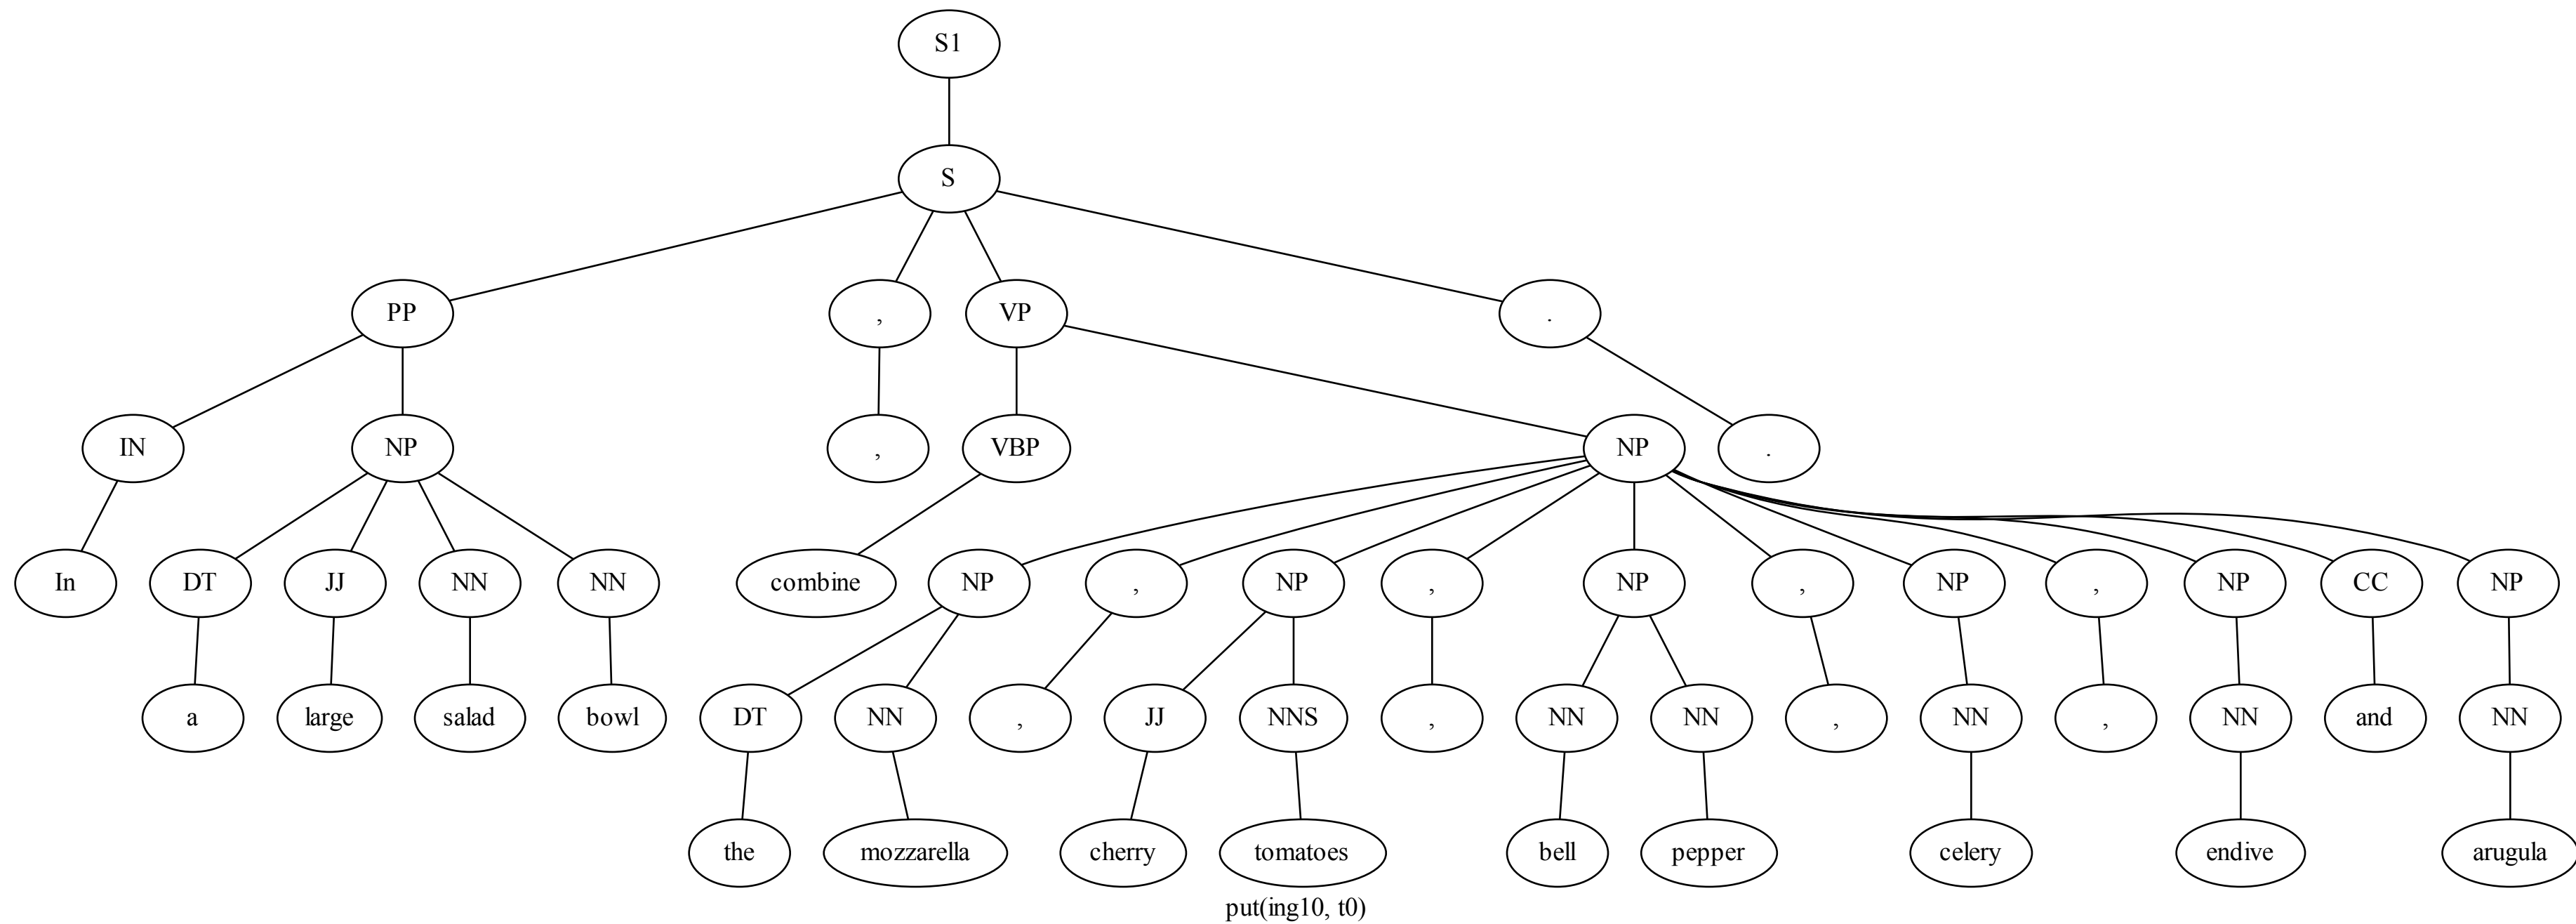 S1
S
PP , VP .
IN NP , VBP NP .
In DT JJ NN NN combine NP , NP , NP , NP , NP CC NP
a large salad bowl DT NN , JJ NNS , NN NN , NN , NN and NN
the mozzarella cherry tomatoes bell pepper celery endive arugula
put(ing10, t0)